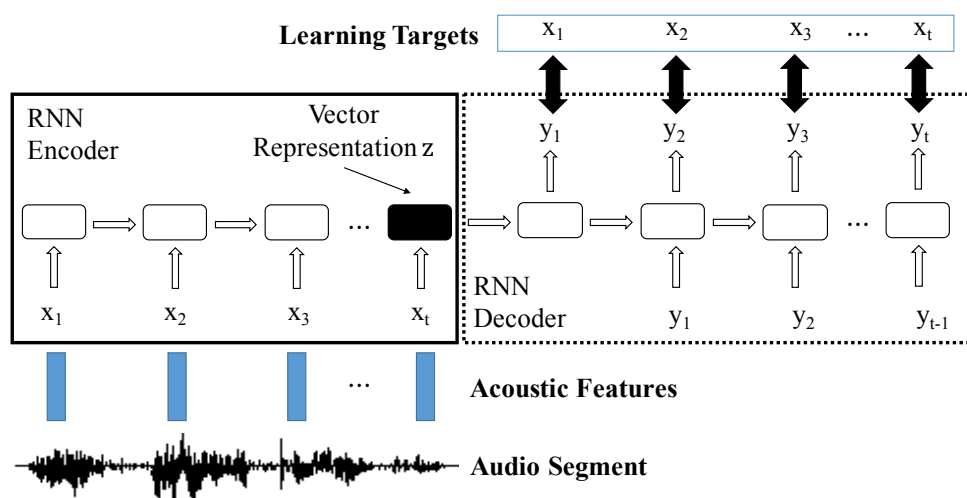 Learning Targets x1 x2 x3 ... xt
RNN
Encoder
Vector
Representation z
y1 y2 y3 yt
... ...
x1 x2 x3 xt
RNN
Decoder
y1 y2 yt-1
... Acoustic Features
Audio Segment